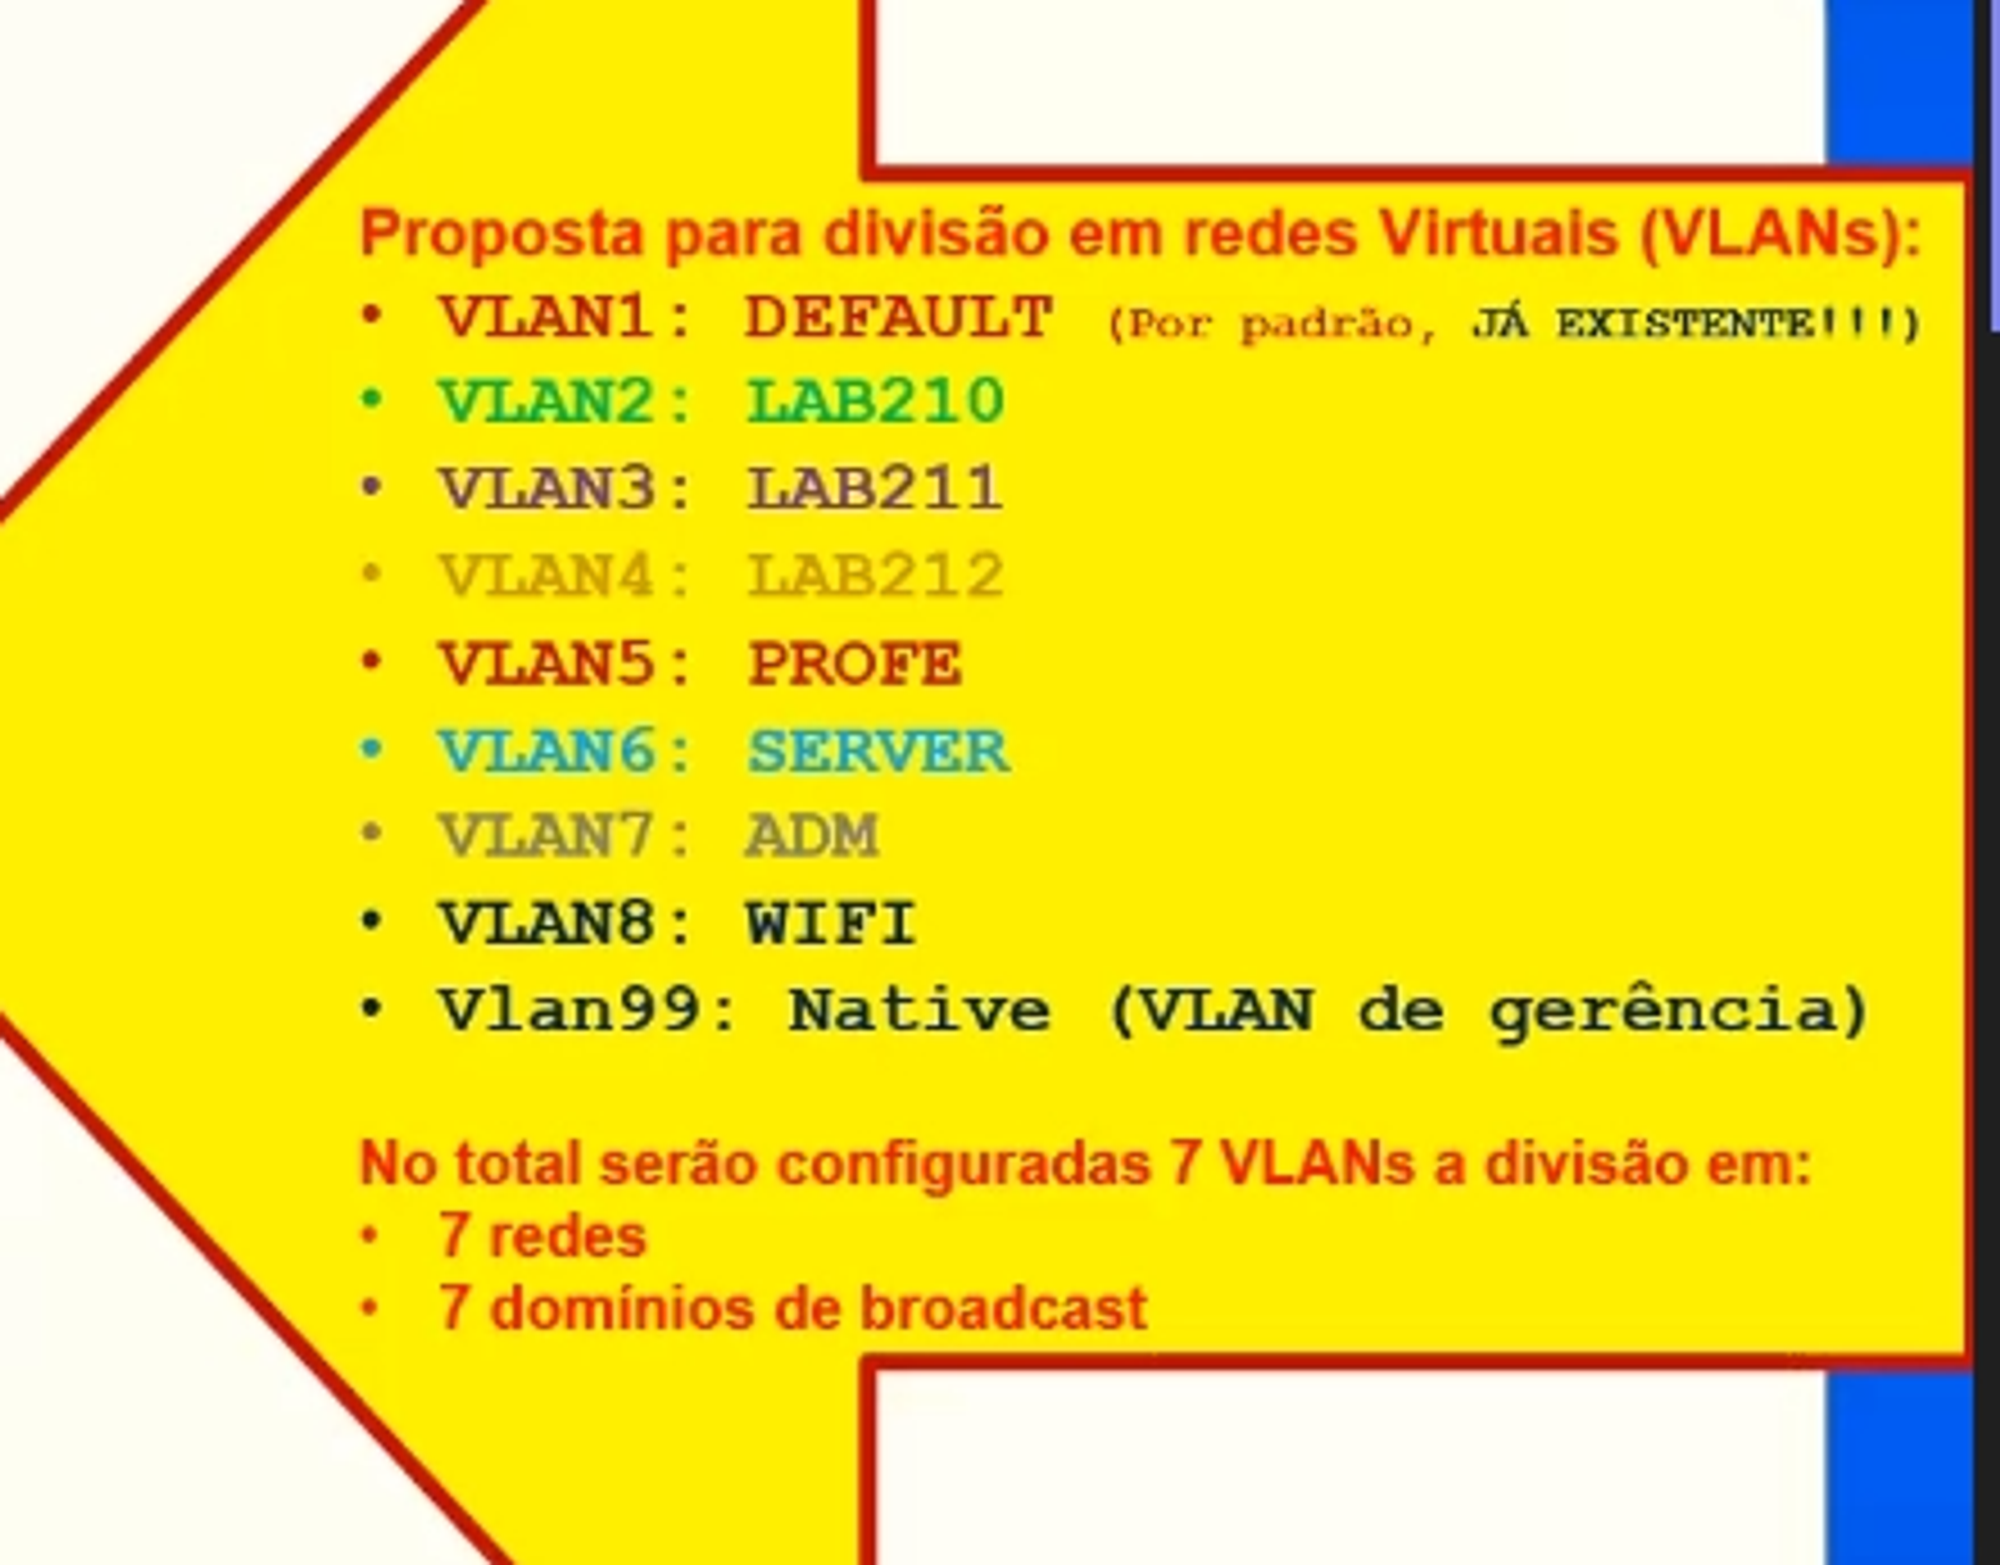 Proposta para divisão em redes Virtuais (VLANs):
• VLAN1: DEFAULT (Por padrão, JÁ EXISTENTE!!!)
• VLAN2: LAB210
• VLAN3: LAB211
• VLAN4: LAB212
• VLAN5: PROFE
• VLAN6: SERVER
• VLAN7: ADM
• VLAN8: WIFI
• Vlan99: Native (VLAN de gerência)
No total serão configuradas 7 VLANs a divisão em:
• 7 redes
• 7 domínios de broadcast